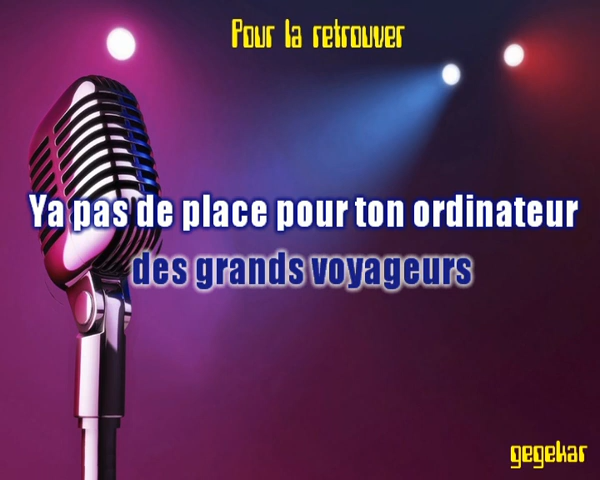 Pour la retrouver
Ya pas de place pour ton ordinateur
des grands voyageurs
gegekar